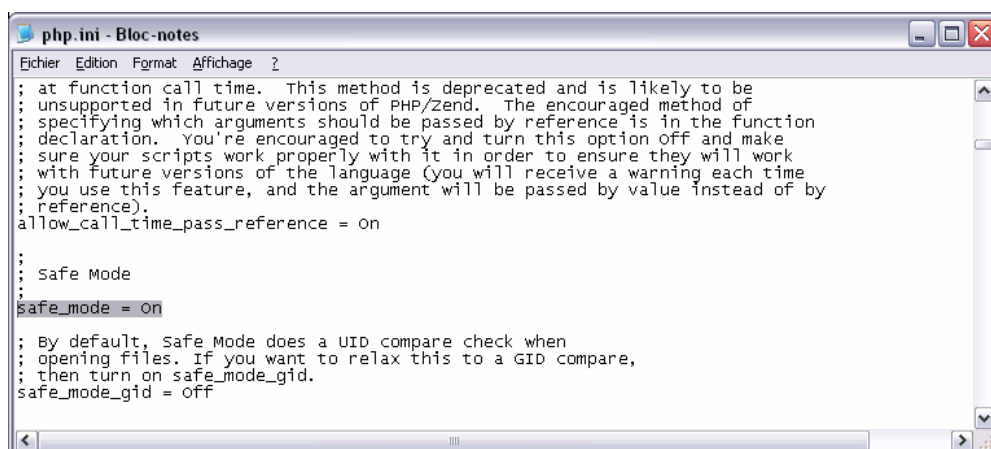 php.ini - Bloc-notes
Fichier Edition Format Affichage ?
; at function call time.  This method is deprecated and is likely to be
; unsupported in future versions of PHP/Zend.  The encouraged method of
; specifying which arguments should be passed by reference is in the function
; declaration.  You're encouraged to try and turn this option Off and make
; sure your scripts work properly with it in order to ensure they will work
; with future versions of the language (you will receive a warning each time
; you use this feature, and the argument will be passed by value instead of by
; reference).
allow_call_time_pass_reference = On
;
; Safe Mode
;
safe_mode = On
; By default, Safe Mode does a UID compare check when
; opening files. If you want to relax this to a GID compare,
; then turn on safe_mode_gid.
safe_mode_gid = Off